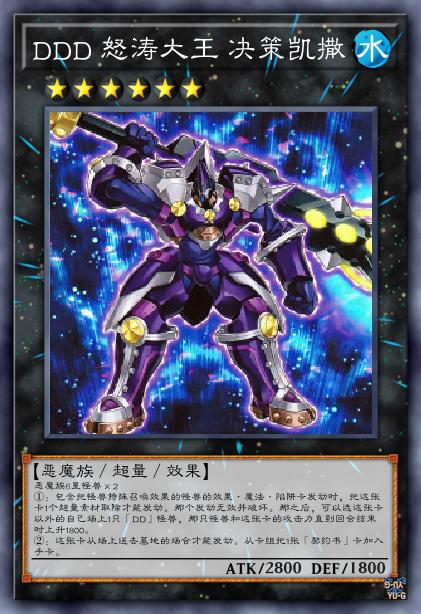 DDD 怒涛大王 决策凯撒 水
【恶魔族／超量／效果】
恶魔族6星怪兽×2
①：包含把怪兽特殊召唤效果的怪兽的效果·魔法·陷阱卡发动时，把这张
卡1个超量素材取除才能发动。那个发动无效并破坏。那之后，可以选这张卡
以外的自己场上1只「DD」怪兽，那只怪兽和这张卡的攻击力直到回合结束
时上升1800。
②：这张卡从场上送去墓地的场合才能发动。从卡组把1张「契约书」卡加入
手卡。
ATK/2800 DEF/1800